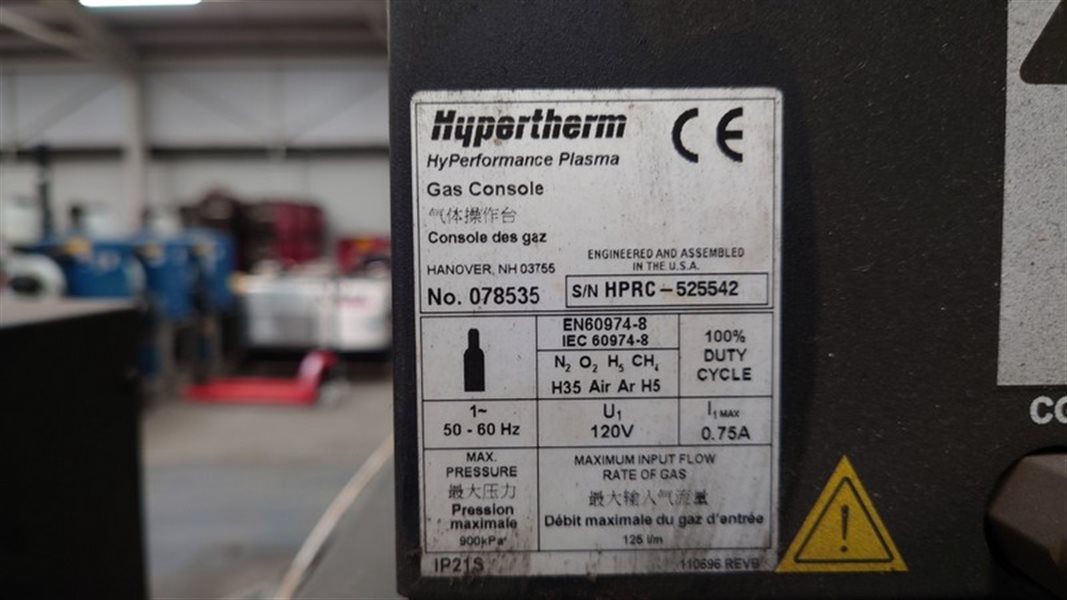 Hypertherm
CE
HyPerformance Plasma
Gas Console
气体操作台
Console des gaz
HANOVER, NH 03755
ENGINEERED AND ASSEMBLED
IN THE U.S.A.
No. 078535
S/N HPRC-525542
EN60974-8
IEC 60974-8
N₂ O₂ H₅ CH₄
H35 Air Ar H5
100%
DUTY
CYCLE
1~
50 - 60 Hz
U₁
120V
I₁ MAX
0.75A
MAX.
PRESSURE
最大压力
Pression
maximale
900kPa
MAXIMUM INPUT FLOW
RATE OF GAS
最大输入气流量
Débit maximale du gaz d'entrée
125 l/m
IP21S
110696 REVB
!
CO